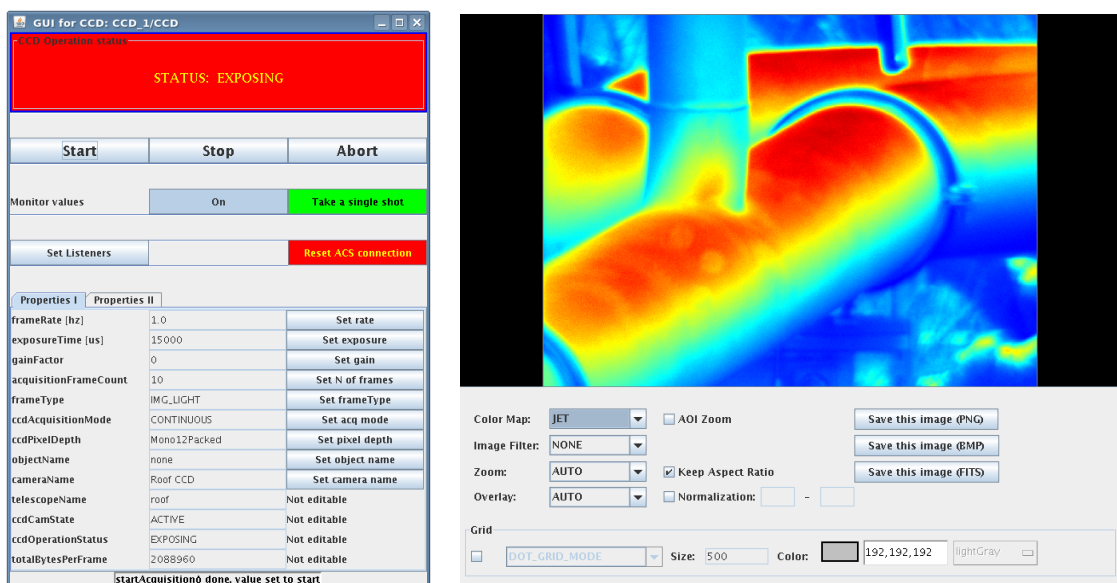 GUI for CCD: CCD_1/CCD
CCD Operation status
STATUS: EXPOSING
Start Stop Abort
Monitor values On Take a single shot
Set Listeners Reset ACS connection
Properties I Properties II
frameRate [hz] 1.0 Set rate
exposureTime [us] 15000 Set exposure
gainFactor 0 Set gain
acquisitionFrameCount 10 Set N of frames
frameType IMG_LIGHT Set frameType
ccdAcquisitionMode CONTINUOUS Set acq mode
ccdPixelDepth Mono12Packed Set pixel depth
objectName none Set object name
cameraName Roof CCD Set camera name
telescopeName roof Not editable
ccdCamState ACTIVE Not editable
ccdOperationStatus EXPOSING Not editable
totalBytesPerFrame 2088960 Not editable
startAcquisition() done, value set to start
Color Map: JET AOI Zoom Save this image (PNG)
Image Filter: NONE Save this image (BMP)
Zoom: AUTO Keep Aspect Ratio Save this image (FITS)
Overlay: AUTO Normalization: -
Grid
DOT_GRID_MODE Size: 500 Color: 192,192,192 lightGray